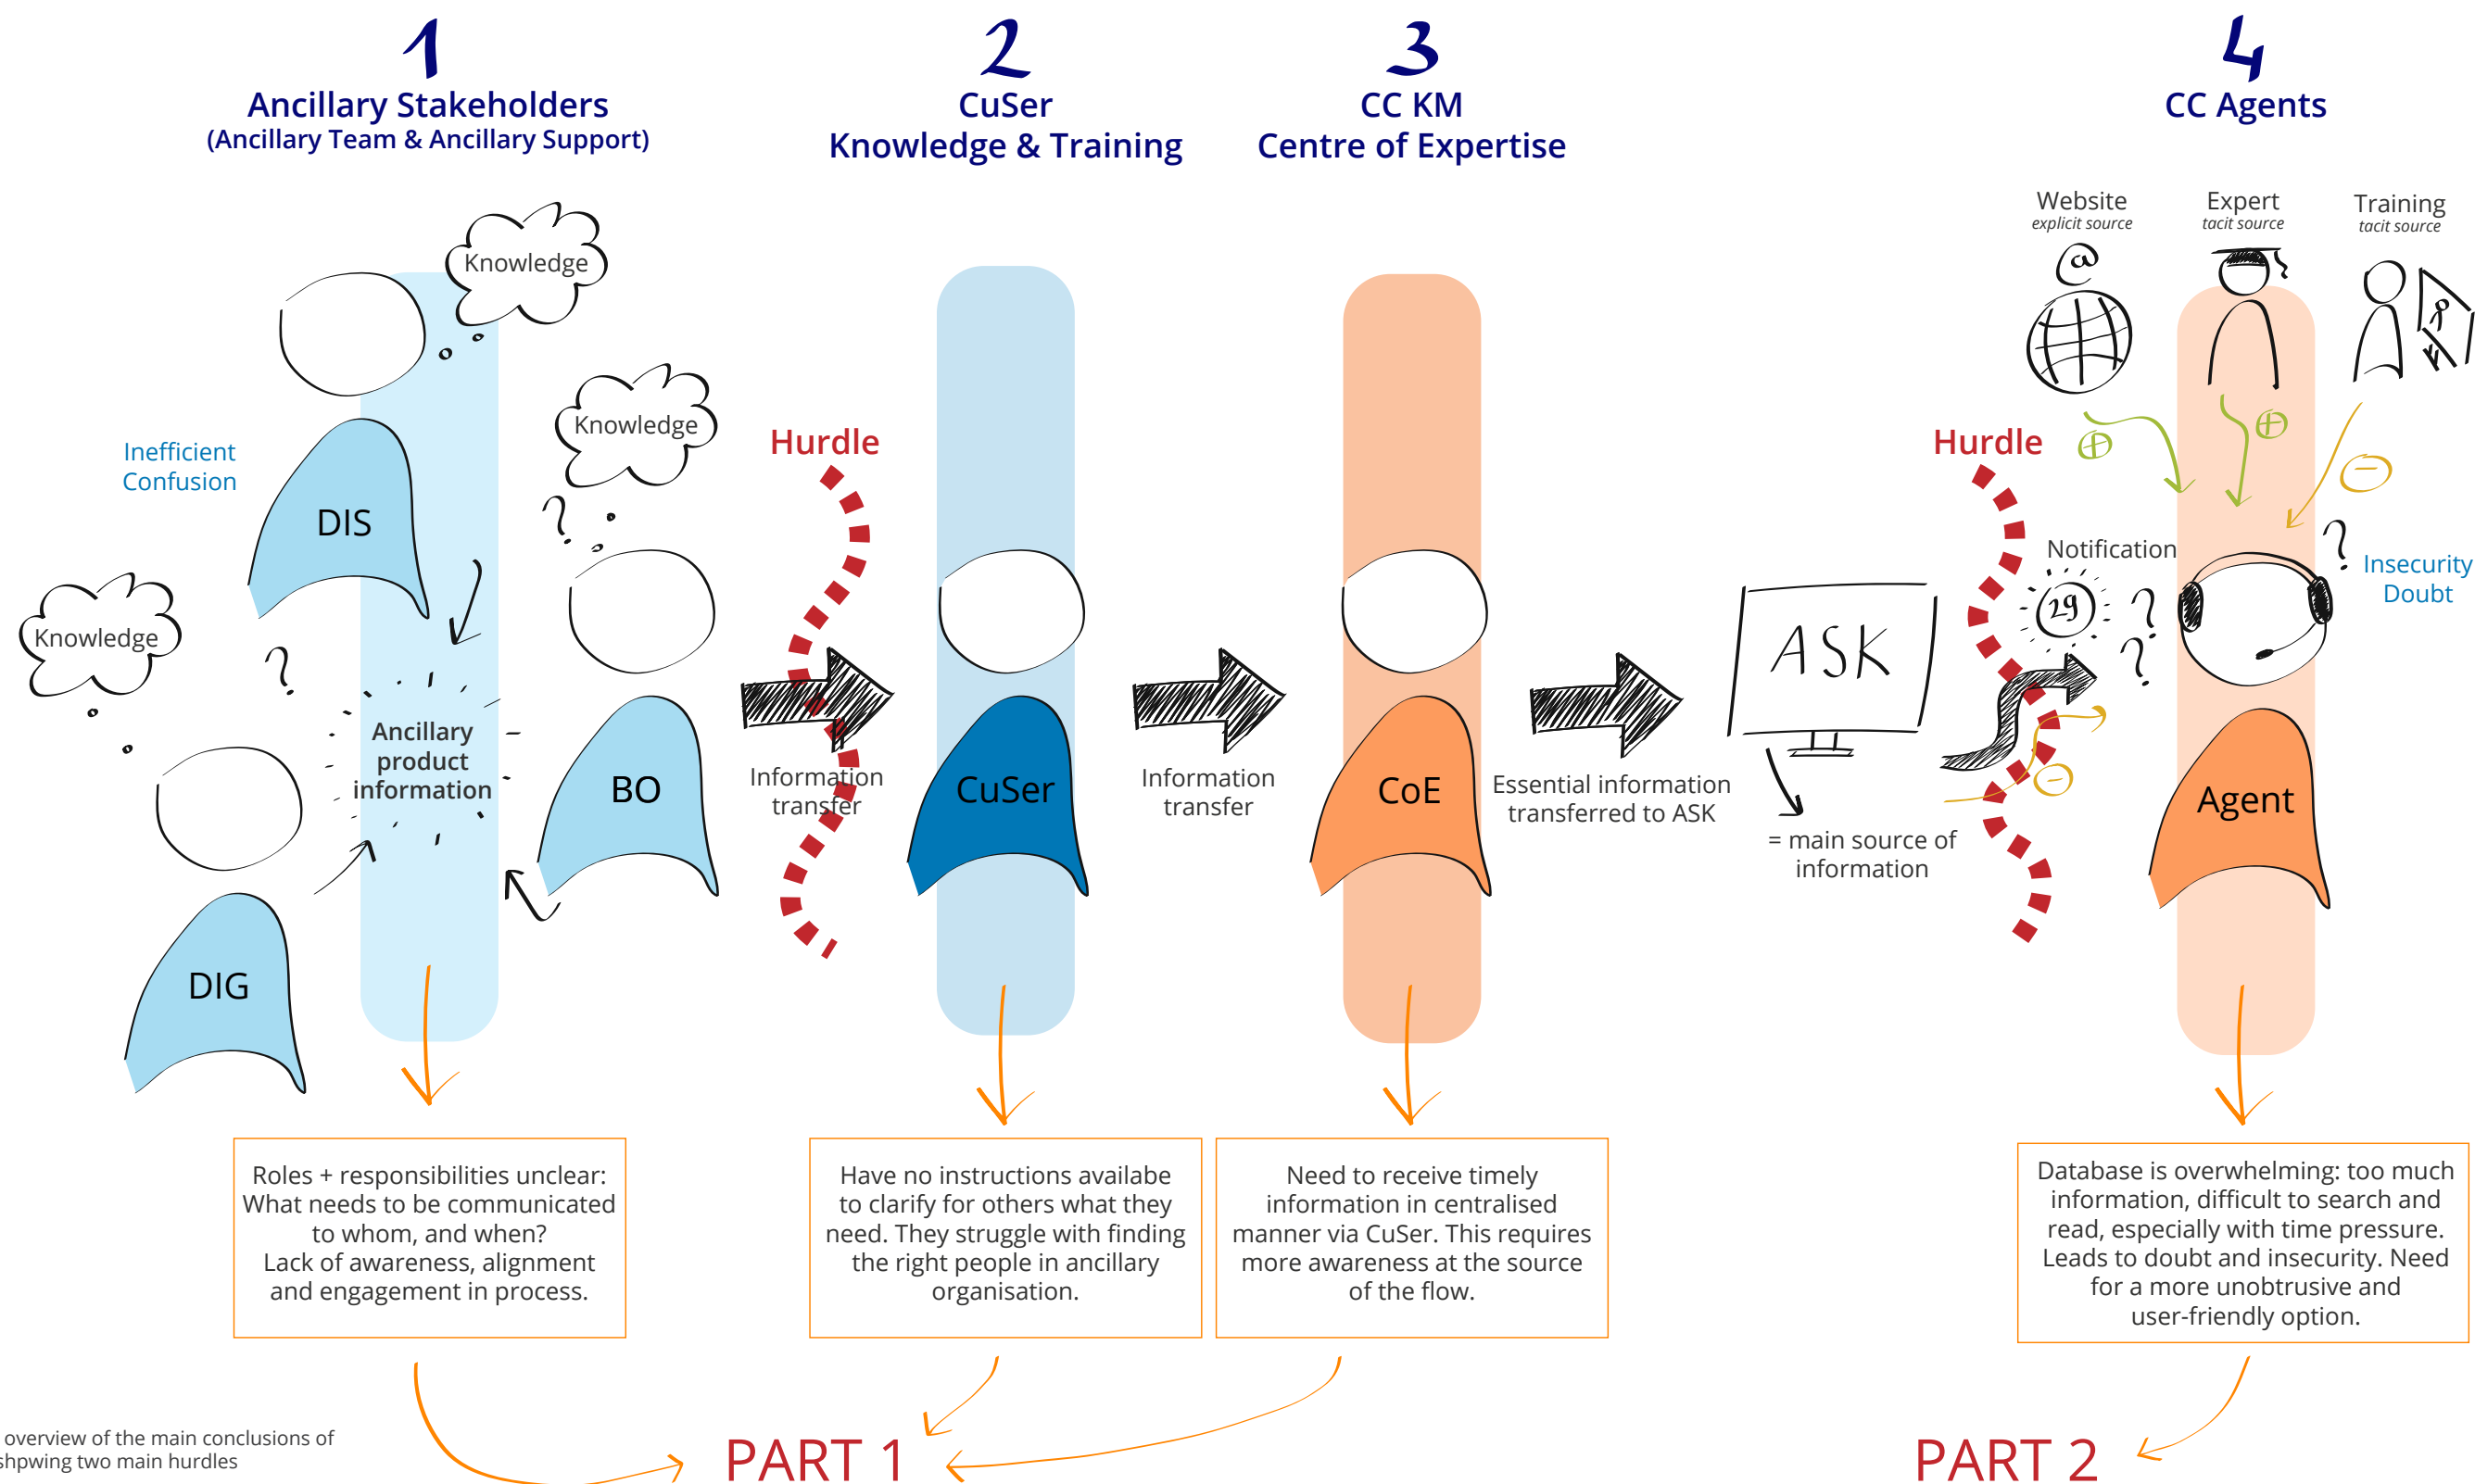 1
Ancillary Stakeholders
(Ancillary Team & Ancillary Support)
2
CuSer
Knowledge & Training
3
CC KM
Centre of Expertise
4
CC Agents
Website
explicit source
Expert
tacit source
Training
tacit source
@
Knowledge
Knowledge
Knowledge
Inefficient
Confusion
DIS
?
?
Hurdle
Hurdle
+
+
−
Notification
29
?
?
?
Insecurity
Doubt
ASK
Ancillary
product
information
BO
DIG
Information
transfer
CuSer
Information
transfer
CoE
Essential information
transferred to ASK
= main source of
information
−
Agent
Roles + responsibilities unclear:
What needs to be communicated
to whom, and when?
Lack of awareness, alignment
and engagement in process.
Have no instructions availabe
to clarify for others what they
need. They struggle with finding
the right people in ancillary
organisation.
Need to receive timely
information in centralised
manner via CuSer. This requires
more awareness at the source
of the flow.
Database is overwhelming: too much
information, difficult to search and
read, especially with time pressure.
Leads to doubt and insecurity. Need
for a more unobtrusive and
user-friendly option.
overview of the main conclusions of
shpwing two main hurdles
PART 1
PART 2